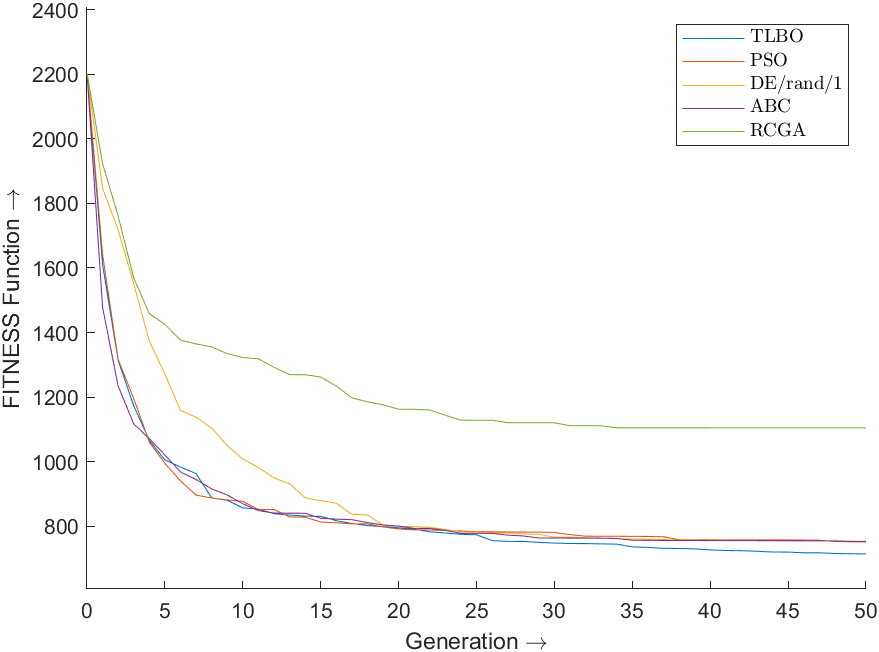 2400
2200
2000
1800
1600
1400
1200
1000
800
FITNESS Function →
TLBO
PSO
DE/rand/1
ABC
RCGA
0 5 10 15 20 25 30 35 40 45 50
Generation →